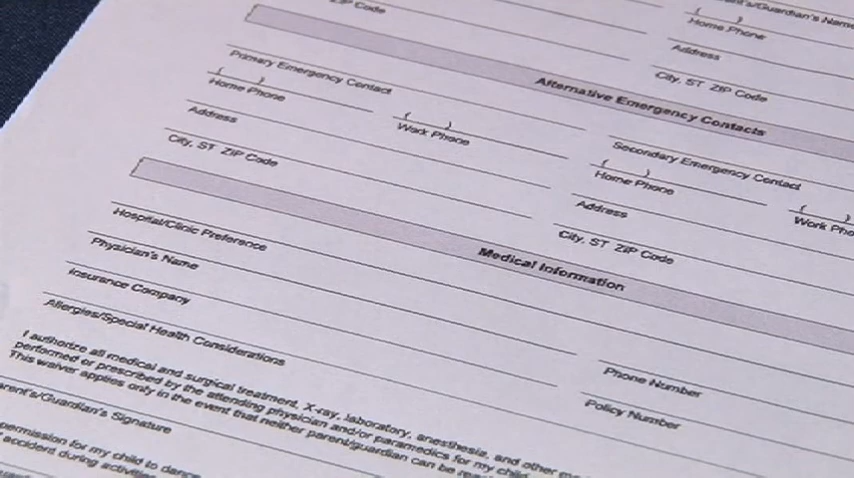 ZIP Code
Parent's/Guardian's Name
( )
Home Phone
Address
City, ST ZIP Code
Alternative Emergency Contacts
Primary Emergency Contact
( )
Home Phone
( )
Work Phone
Address
City, ST ZIP Code
Secondary Emergency Contact
( )
Home Phone
( )
Work Pho
Address
City, ST ZIP Code
Medical Information
Hospital/Clinic Preference
Physician's Name
Phone Number
Insurance Company
Policy Number
Allergies/Special Health Considerations
I authorize all medical and surgical treatment, X-ray, laboratory, anesthesia, and other
performed or prescribed by the attending physician and/or paramedics for my child
This waiver applies only in the event that neither parent/guardian can be
arent's/Guardian's Signature
permission for my child to
accident during activities